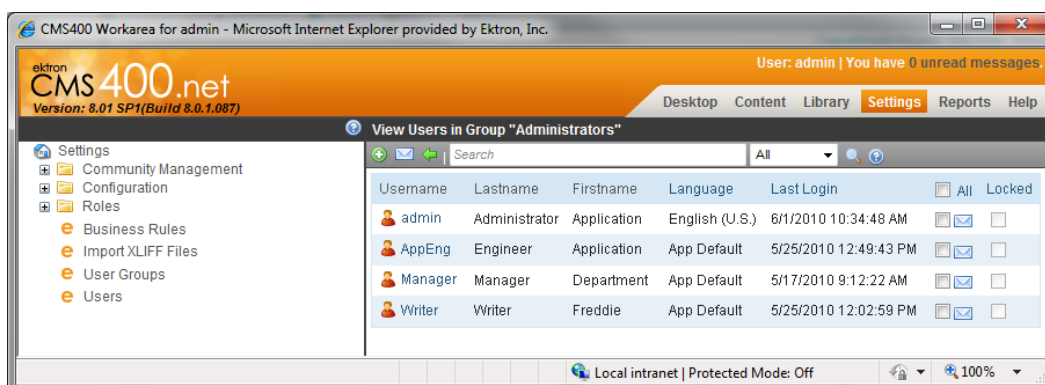 CMS400 Workarea for admin - Microsoft Internet Explorer provided by Ektron, Inc.
ektron
CMS400.net
Version: 8.01 SP1(Build 8.0.1.087)
User: admin | You have 0 unread messages.
Desktop Content Library Settings Reports Help
View Users in Group "Administrators"
Search All
Settings
Community Management
Configuration
Roles
Business Rules
Import XLIFF Files
User Groups
Users
Username Lastname Firstname Language Last Login All Locked
admin Administrator Application English (U.S.) 6/1/2010 10:34:48 AM
AppEng Engineer Application App Default 5/25/2010 12:49:43 PM
Manager Manager Department App Default 5/17/2010 9:12:22 AM
Writer Writer Freddie App Default 5/25/2010 12:02:59 PM
Local intranet | Protected Mode: Off 100%